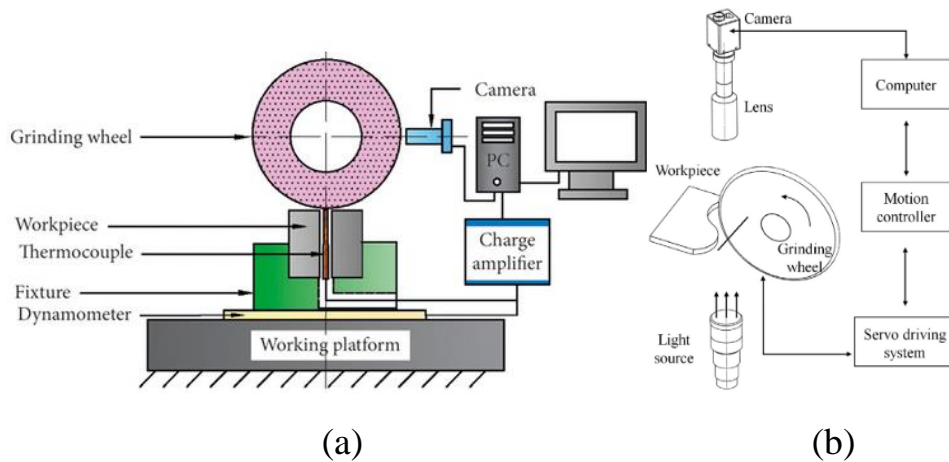 Grinding wheel
Camera
PC
Workpiece
Thermocouple
Fixture
Dynamometer
Charge
amplifier
Working platform
(a)
Camera
Lens
Computer
Workpiece
Grinding
wheel
Motion
controller
Light
source
Servo driving
system
(b)